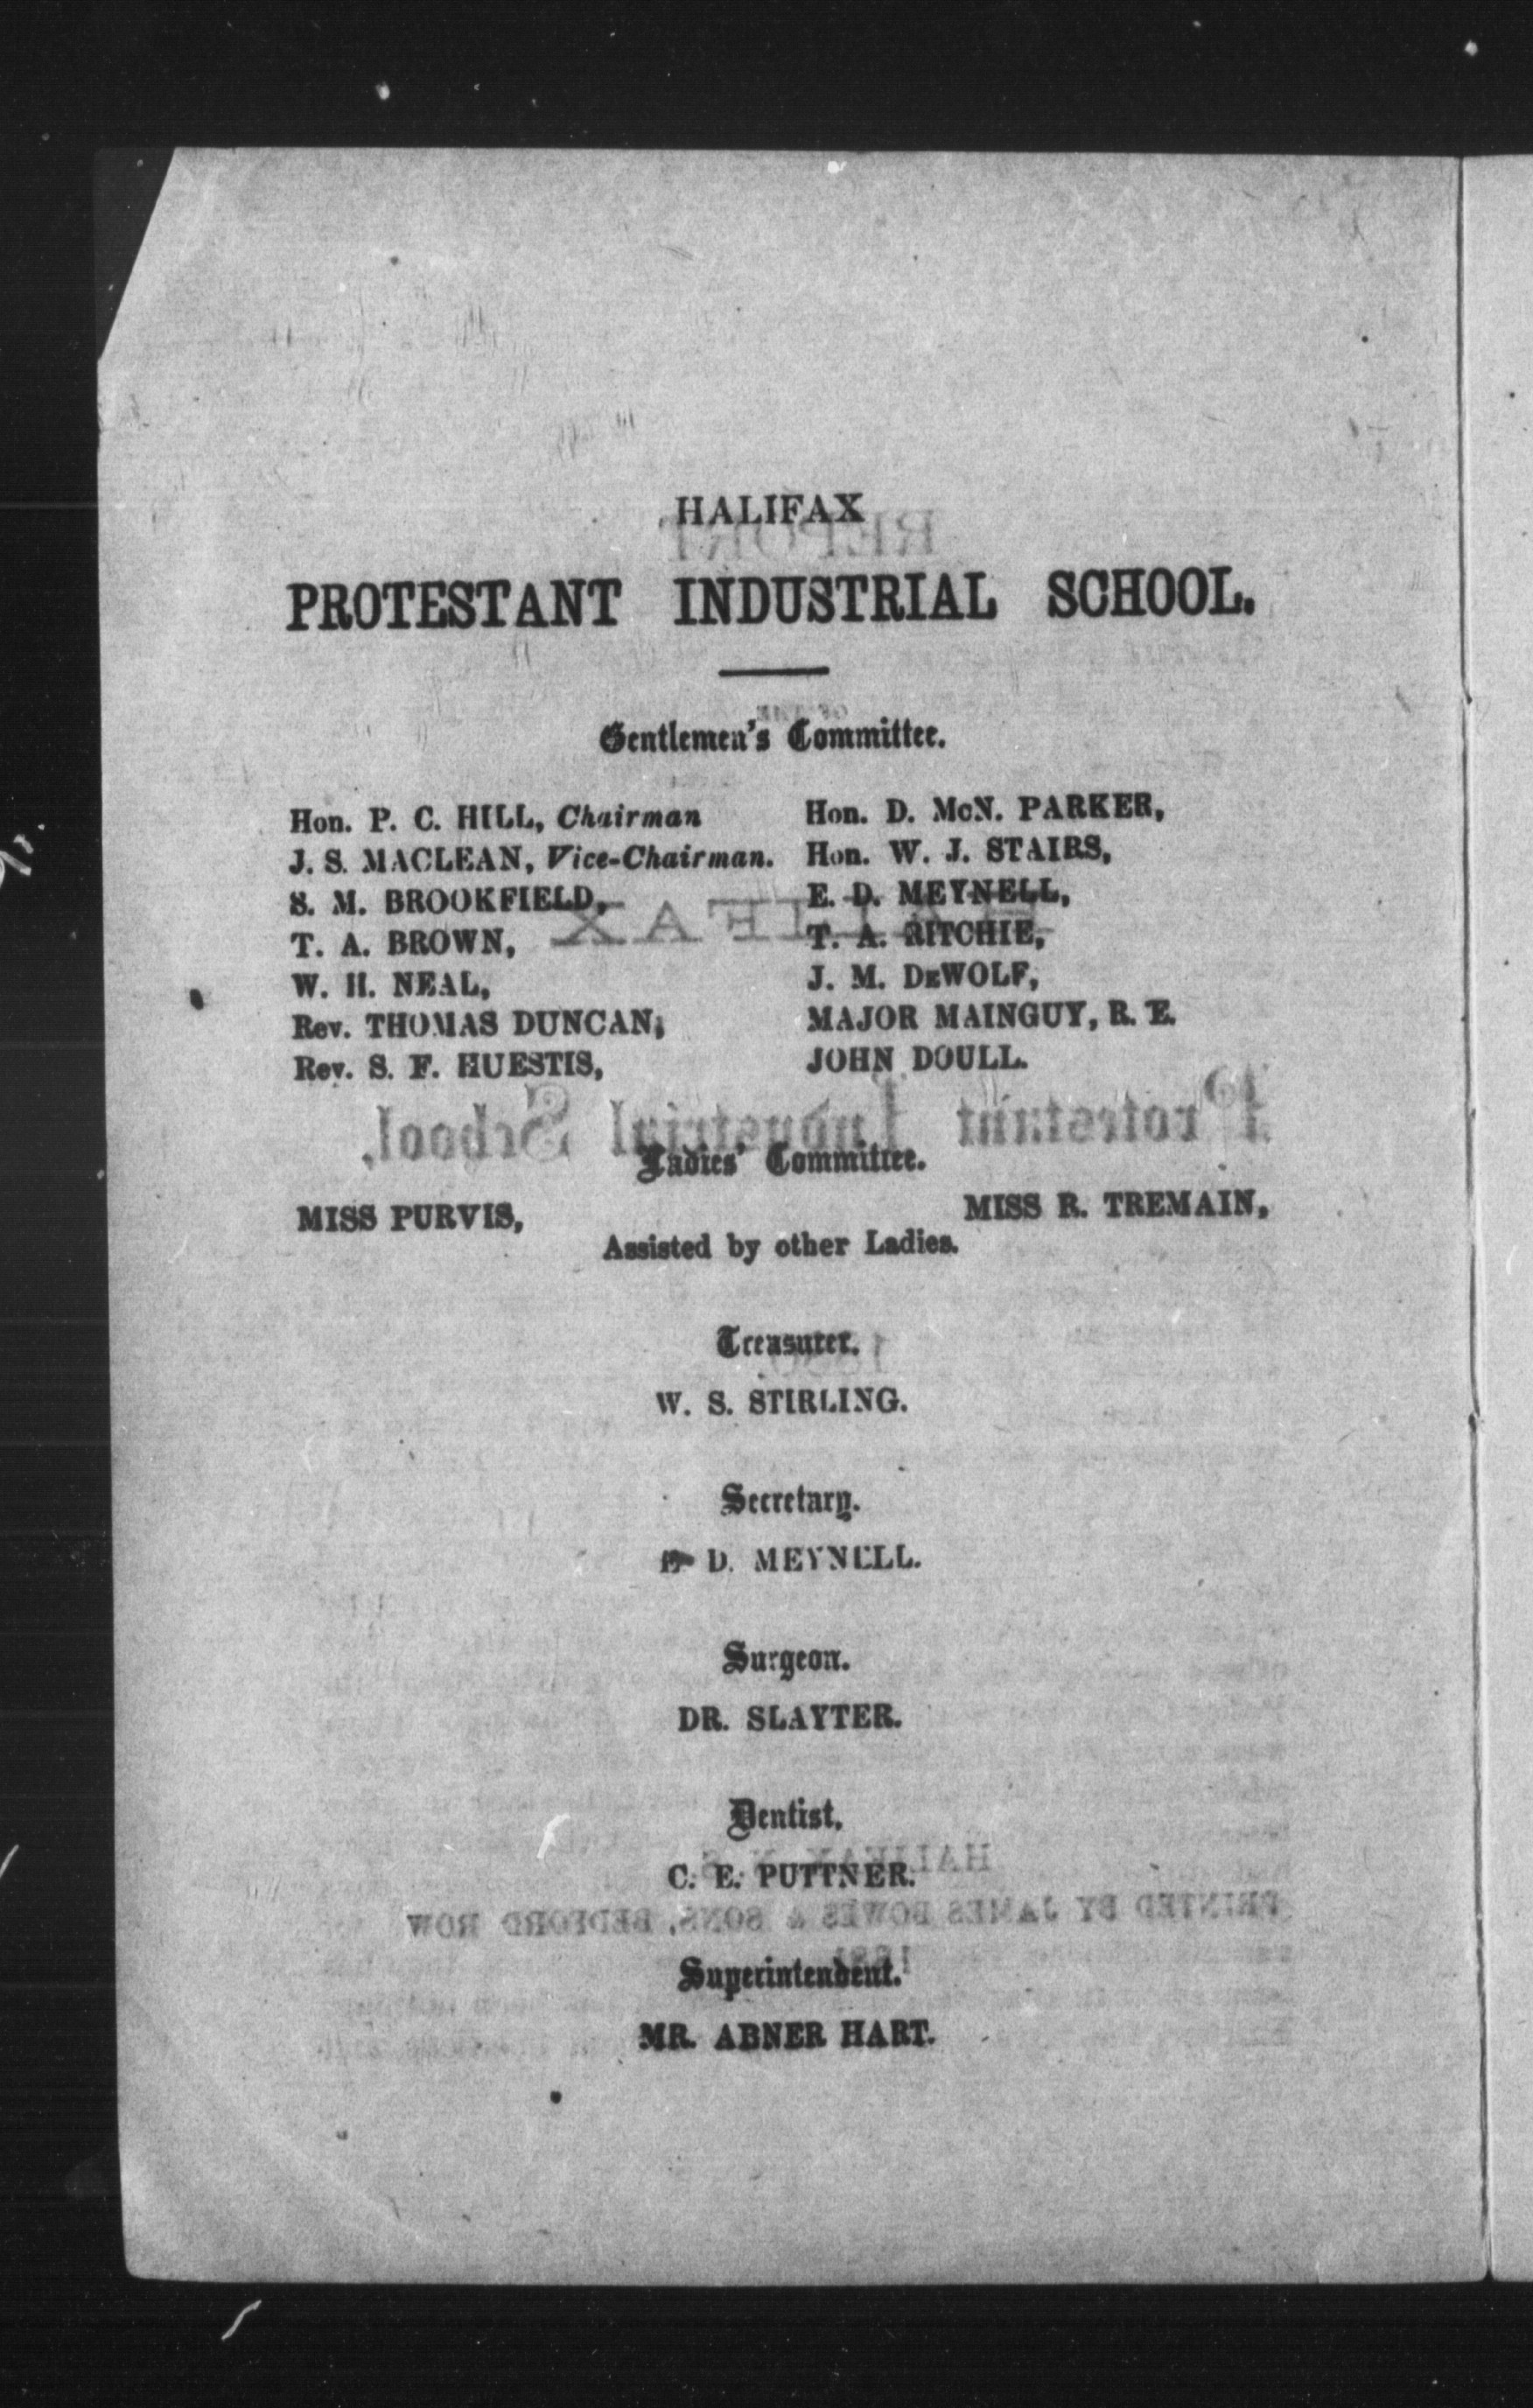 HALIFAX
PROTESTANT INDUSTRIAL SCHOOL.
Gentlemen's Committee.
Hon. P. C. HILL, Chairman
J. S. MACLEAN, Vice-Chairman.
S. M. BROOKFIELD,
T. A. BROWN,
W. H. NEAL,
Rev. THOMAS DUNCAN,
Rev. S. F. HUESTIS,
Hon. D. McN. PARKER,
Hon. W. J. STAIRS,
E. D. MEYNELL,
T. A. RITCHIE,
J. M. DEWOLF,
MAJOR MAINGUY, R. E.
JOHN DOULL.
Ladies' Committee.
MISS PURVIS,
MISS R. TREMAIN,
Assisted by other Ladies.
Treasurer.
W. S. STIRLING.
Secretary.
E. D. MEYNELL.
Surgeon.
DR. SLAYTER.
Dentist,
C. E. PUTTNER.
Superintendent.
MR. ABNER HART.